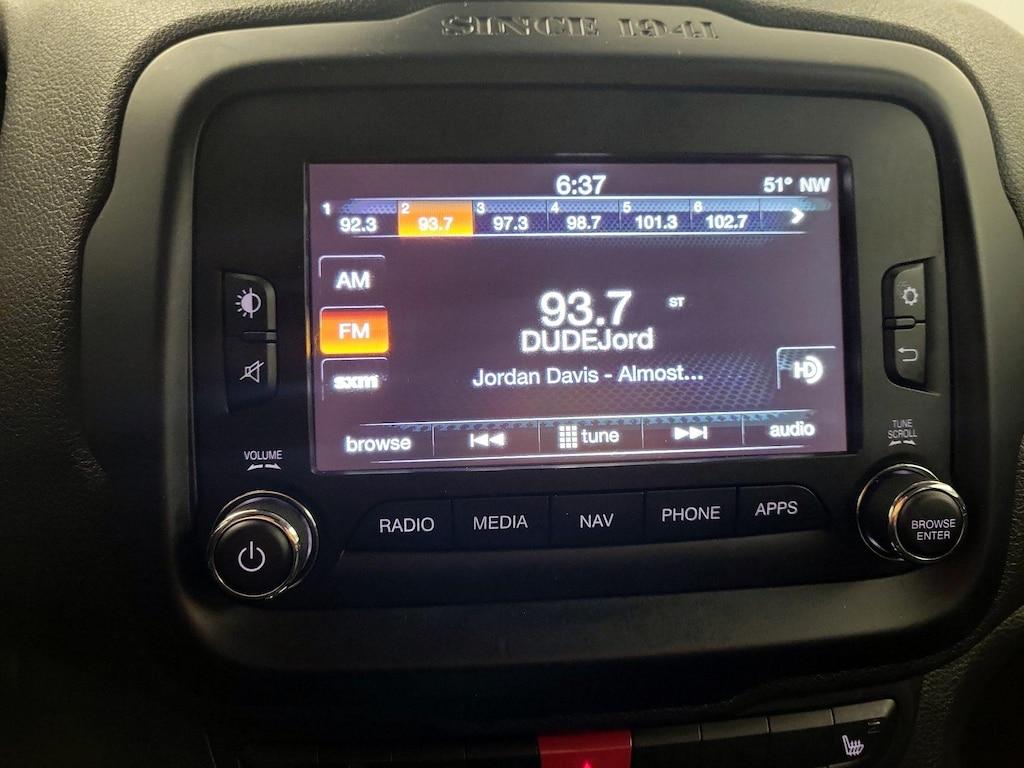 SINCE 1941
6:37
51° NW
1 2 3 4 5 6
92.3 93.7 97.3 98.7 101.3 102.7
AM
FM
sxm
93.7 ST
DUDEJord
Jordan Davis - Almost...
HD
browse tune audio
VOLUME
TUNE
SCROLL
RADIO MEDIA NAV PHONE APPS
BROWSE
ENTER